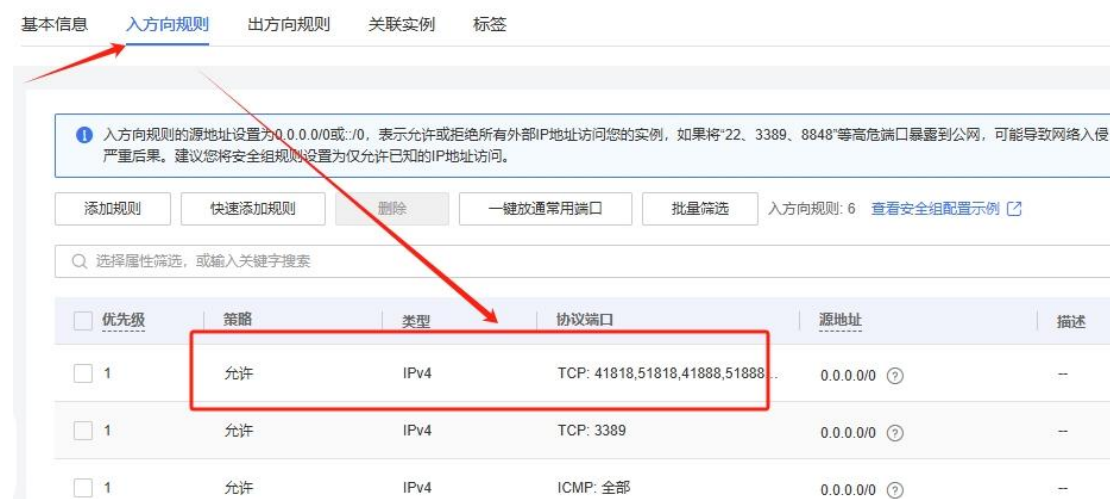 基本信息 入方向规则 出方向规则 关联实例 标签
入方向规则的源地址设置为0.0.0.0/0或::/0，表示允许或拒绝所有外部IP地址访问您的实例，如果将“22、3389、8848”等高危端口暴露到公网，可能导致网络入侵
严重后果。建议您将安全组规则设置为仅允许已知的IP地址访问。
添加规则 快速添加规则 删除 一键放通常用端口 批量筛选 入方向规则: 6 查看安全组配置示例
选择属性筛选，或输入关键字搜索
优先级 策略 类型 协议端口 源地址 描述
1 允许 IPv4 TCP: 41818,51818,41888,51888... 0.0.0.0/0 --
1 允许 IPv4 TCP: 3389 0.0.0.0/0 --
1 允许 IPv4 ICMP: 全部 0.0.0.0/0 --